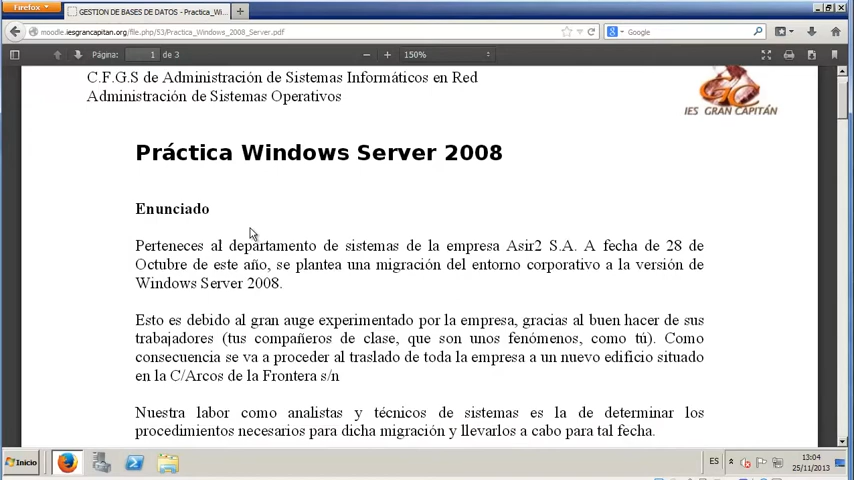 Firefox
GESTION DE BASES DE DATOS - Practica_Wi...
moodle.iesgrancapitan.org/file.php/53/Practica_Windows_2008_Server.pdf
Google
Página: 1 de 3
150%
C.F.G.S de Administración de Sistemas Informáticos en Red
Administración de Sistemas Operativos
IES GRAN CAPITÁN
Práctica Windows Server 2008
Enunciado
Perteneces al departamento de sistemas de la empresa Asir2 S.A. A fecha de 28 de
Octubre de este año, se plantea una migración del entorno corporativo a la versión de
Windows Server 2008.
Esto es debido al gran auge experimentado por la empresa, gracias al buen hacer de sus
trabajadores (tus compañeros de clase, que son unos fenómenos, como tú). Como
consecuencia se va a proceder al traslado de toda la empresa a un nuevo edificio situado
en la C/Arcos de la Frontera s/n
Nuestra labor como analistas y técnicos de sistemas es la de determinar los
procedimientos necesarios para dicha migración y llevarlos a cabo para tal fecha.
Inicio
ES
13:04
25/11/2013